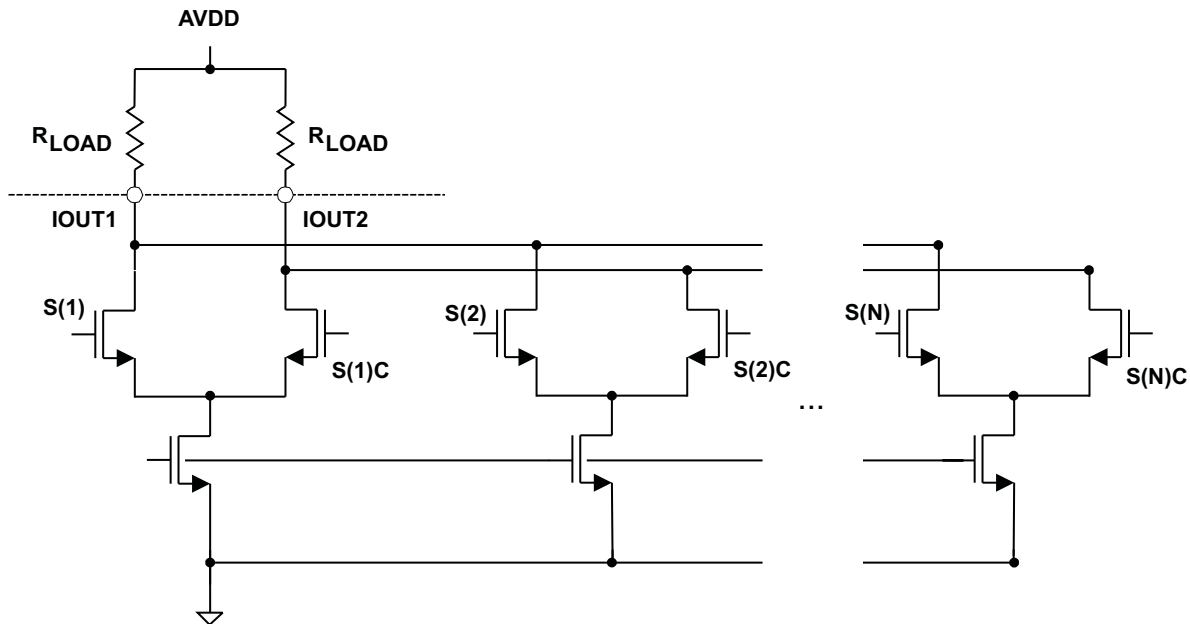 AVDD
RLOAD
RLOAD
IOUT1
IOUT2
S(1)
S(1)C
S(2)
S(2)C
...
S(N)
S(N)C